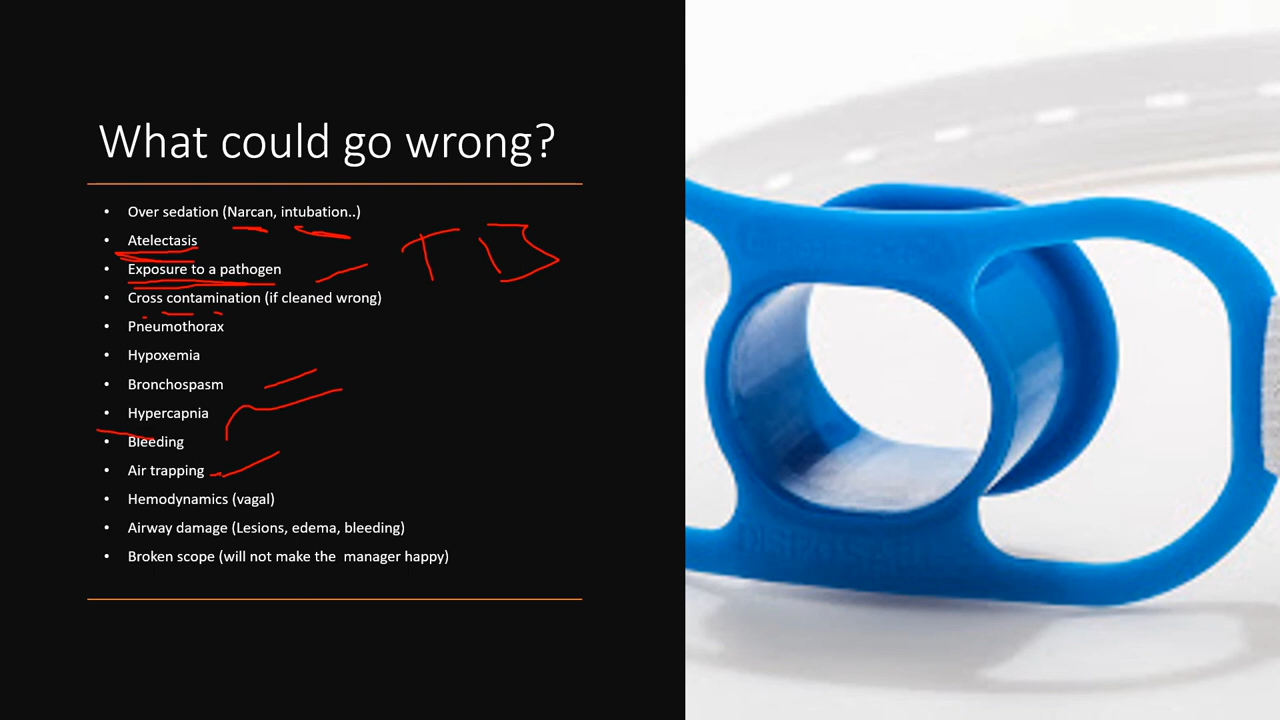 What could go wrong?
• Over sedation (Narcan, intubation..)
• Atelectasis
TB
• Exposure to a pathogen
• Cross contamination (if cleaned wrong)
• Pneumothorax
• Hypoxemia
• Bronchospasm
• Hypercapnia
• Bleeding
• Air trapping
• Hemodynamics (vagal)
• Airway damage (Lesions, edema, bleeding)
• Broken scope (will not make the  manager happy)